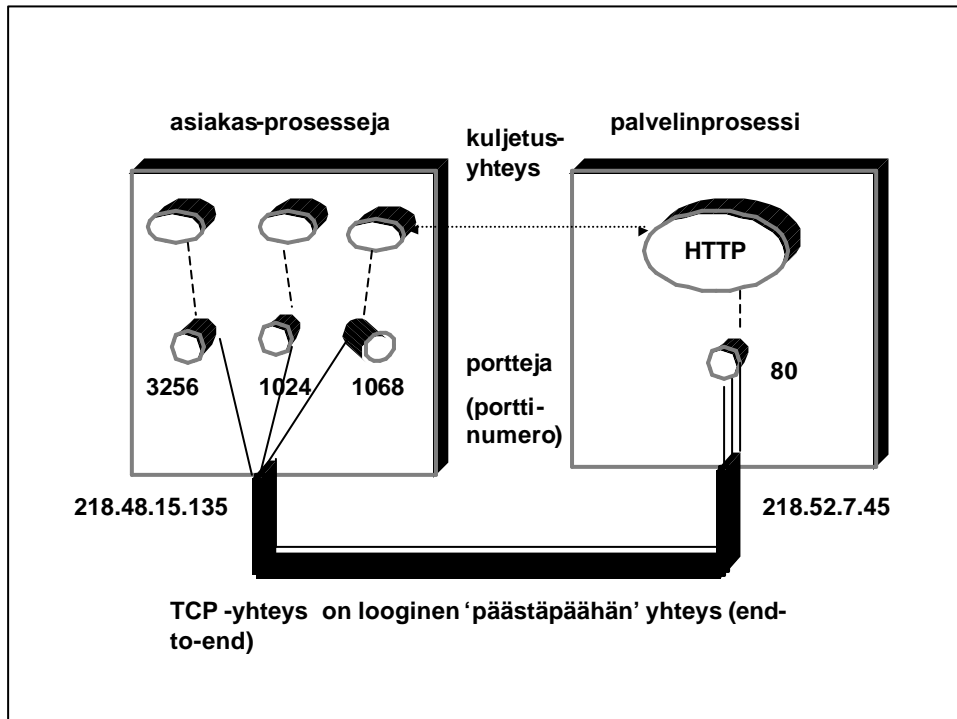 asiakas-prosesseja
palvelinprosessi
kuljetus-
yhteys
HTTP
3256
1024
1068
portteja
(portti-
numero)
80
218.48.15.135
218.52.7.45
TCP -yhteys on looginen ‘päästäpäähän’ yhteys (end-
to-end)